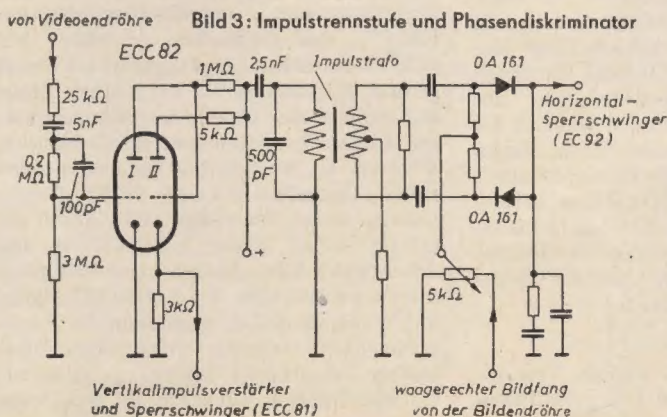 von Videoendröhre
Bild 3: Impulstrennstufe und Phasendiskriminator
ECC 82
1MΩ
2,5nF
Impulstrafo
0A 161
25 kΩ
5nF
5kΩ
500
pF
Horizontal-
sperrschwinger
(EC 92)
0,2
MΩ
100pF
I
II
0A 161
3 MΩ
3kΩ
+
5kΩ
Vertikalimpulsverstärker
und Sperrschwinger (ECC 81)
waagerechter Bildfang
von der Bildendröhre